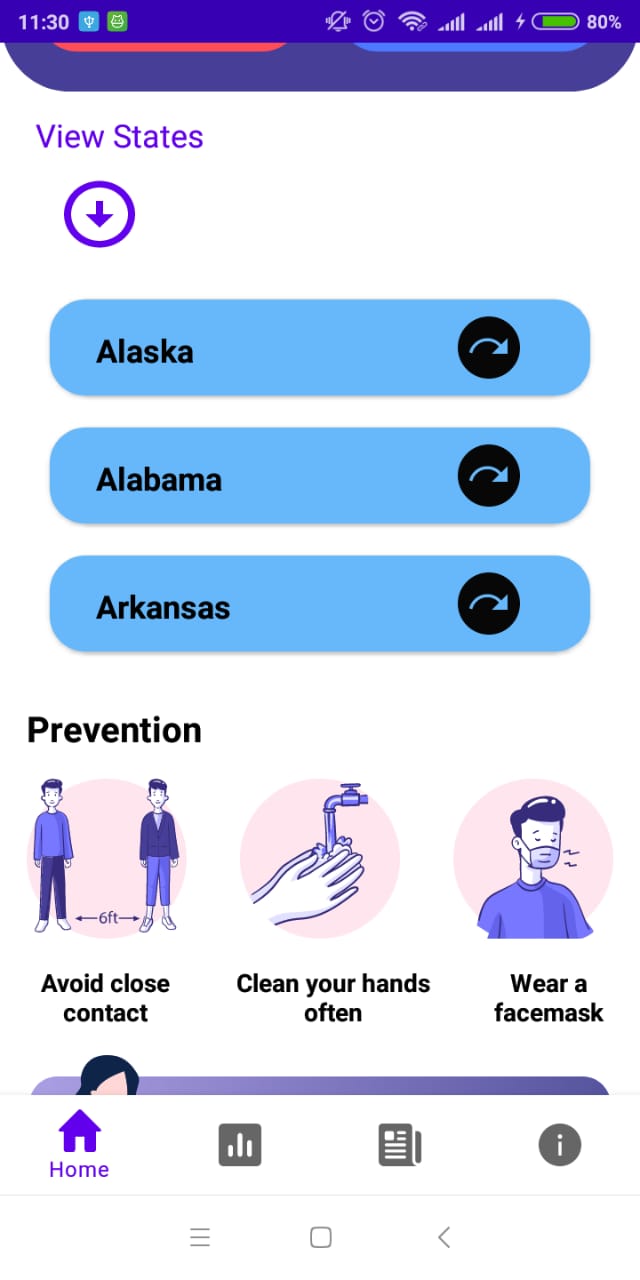 11:30
80%
View States
Alaska
Alabama
Arkansas
Prevention
6ft
Avoid close
contact
Clean your hands
often
Wear a
facemask
Home